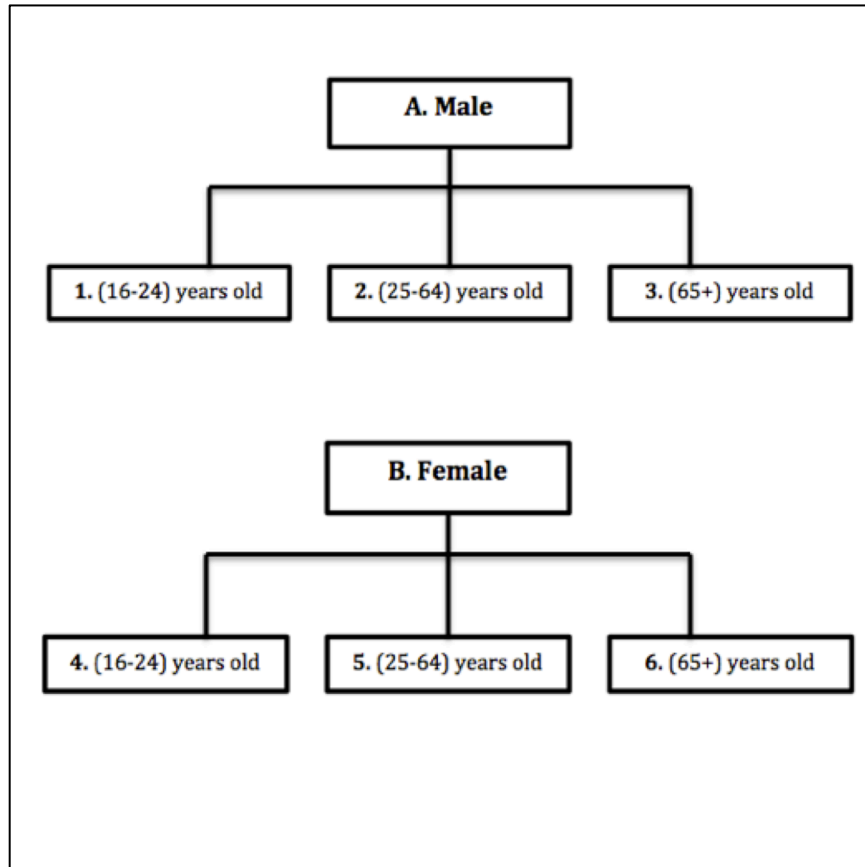 A. Male
1. (16-24) years old
2. (25-64) years old
3. (65+) years old
B. Female
4. (16-24) years old
5. (25-64) years old
6. (65+) years old